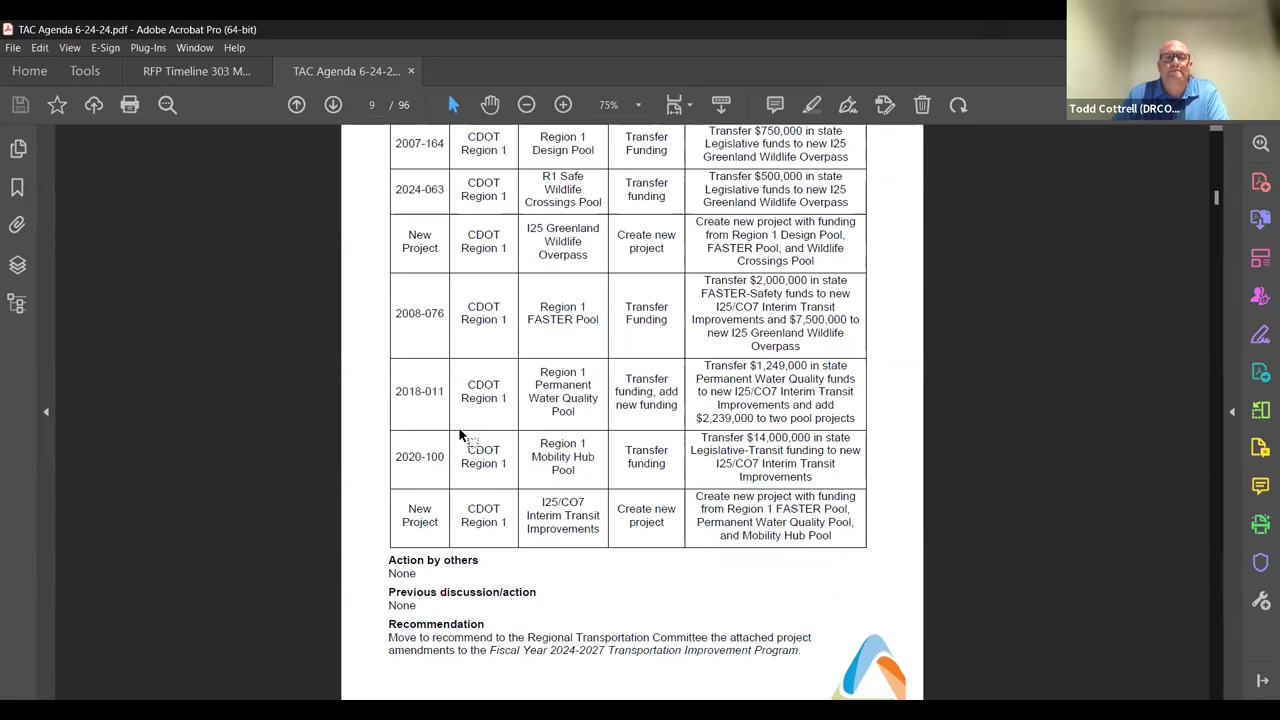 TAC Agenda 6-24-24.pdf - Adobe Acrobat Pro (64-bit)
File Edit View E-Sign Plug-Ins Window Help
Home Tools RFP Timeline 303 M... TAC Agenda 6-24-2... ×
9 / 96 75%
Todd Cottrell (DRCO...
2007-164
CDOT
Region 1
Region 1
Design Pool
Transfer
Funding
Transfer $750,000 in state
Legislative funds to new I25
Greenland Wildlife Overpass
2024-063
CDOT
Region 1
R1 Safe
Wildlife
Crossings Pool
Transfer
funding
Transfer $500,000 in state
Legislative funds to new I25
Greenland Wildlife Overpass
New
Project
CDOT
Region 1
I25 Greenland
Wildlife
Overpass
Create new
project
Create new project with funding
from Region 1 Design Pool,
FASTER Pool, and Wildlife
Crossings Pool
2008-076
CDOT
Region 1
Region 1
FASTER Pool
Transfer
Funding
Transfer $2,000,000 in state
FASTER-Safety funds to new
I25/CO7 Interim Transit
Improvements and $7,500,000 to
new I25 Greenland Wildlife
Overpass
2018-011
CDOT
Region 1
Region 1
Permanent
Water Quality
Pool
Transfer
funding, add
new funding
Transfer $1,249,000 in state
Permanent Water Quality funds
to new I25/CO7 Interim Transit
Improvements and add
$2,239,000 to two pool projects
2020-100
CDOT
Region 1
Region 1
Mobility Hub
Pool
Transfer
funding
Transfer $14,000,000 in state
Legislative-Transit funding to new
I25/CO7 Interim Transit
Improvements
New
Project
CDOT
Region 1
I25/CO7
Interim Transit
Improvements
Create new
project
Create new project with funding
from Region 1 FASTER Pool,
Permanent Water Quality Pool,
and Mobility Hub Pool
Action by others
None
Previous discussion/action
None
Recommendation
Move to recommend to the Regional Transportation Committee the attached project
amendments to the Fiscal Year 2024-2027 Transportation Improvement Program.